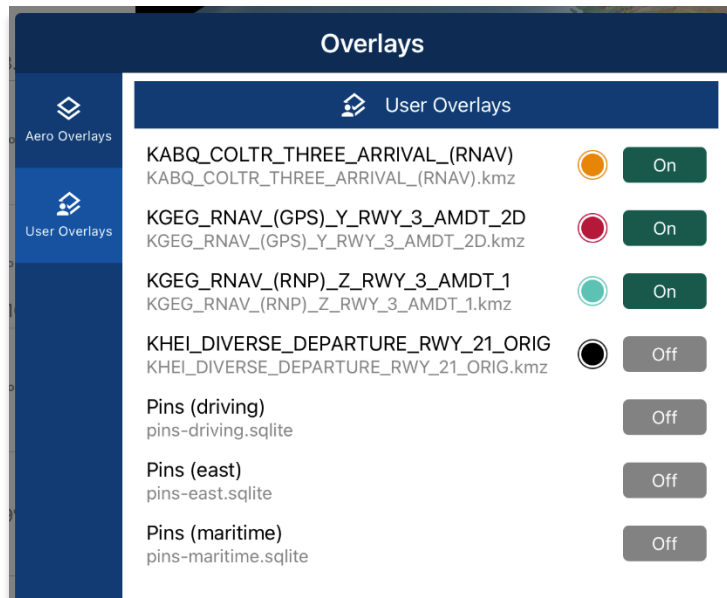 Overlays
Aero Overlays
User Overlays
User Overlays
KABQ_COLTR_THREE_ARRIVAL_(RNAV)
KABQ_COLTR_THREE_ARRIVAL_(RNAV).kmz
On
KGEG_RNAV_(GPS)_Y_RWY_3_AMDT_2D
KGEG_RNAV_(GPS)_Y_RWY_3_AMDT_2D.kmz
On
KGEG_RNAV_(RNP)_Z_RWY_3_AMDT_1
KGEG_RNAV_(RNP)_Z_RWY_3_AMDT_1.kmz
On
KHEI_DIVERSE_DEPARTURE_RWY_21_ORIG
KHEI_DIVERSE_DEPARTURE_RWY_21_ORIG.kmz
Off
Pins (driving)
pins-driving.sqlite
Off
Pins (east)
pins-east.sqlite
Off
Pins (maritime)
pins-maritime.sqlite
Off